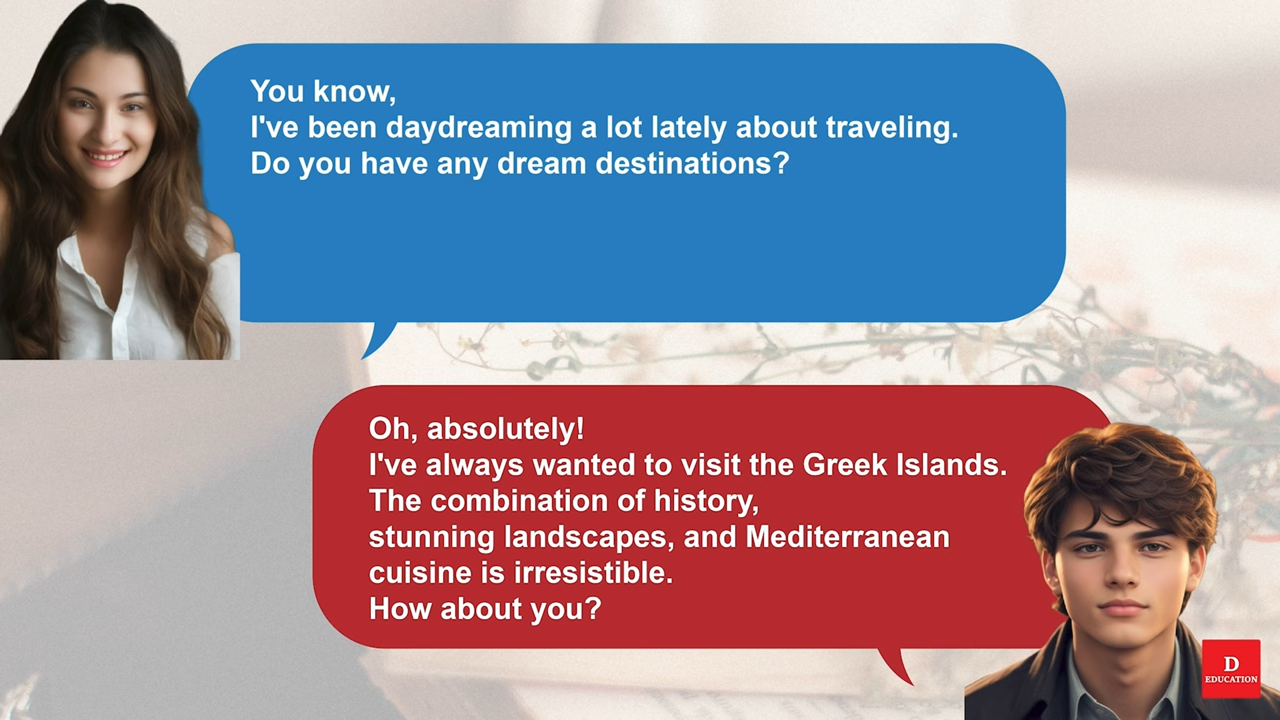 You know,
I've been daydreaming a lot lately about traveling.
Do you have any dream destinations?
Oh, absolutely!
I've always wanted to visit the Greek Islands.
The combination of history,
stunning landscapes, and Mediterranean
cuisine is irresistible.
How about you?
D
EDUCATION